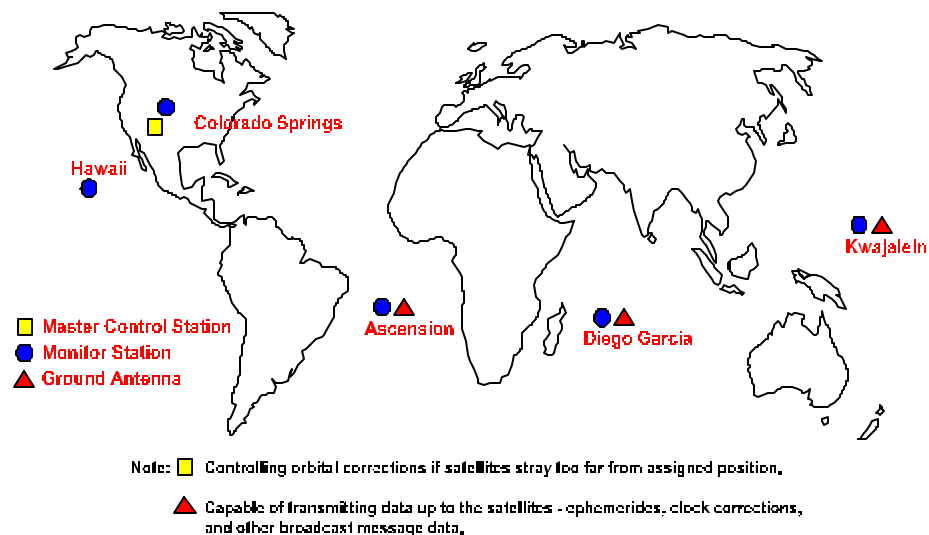 Colorado Springs
Hawaii
Kwajalein
Ascension
Diego Garcia
Master Control Station
Monitor Station
Ground Antenna
Note: Controlling orbital corrections if satellites stray too far from assigned position.
Capable of transmitting data up to the satellites - ephemerides, clock corrections,
and other broadcast message data.